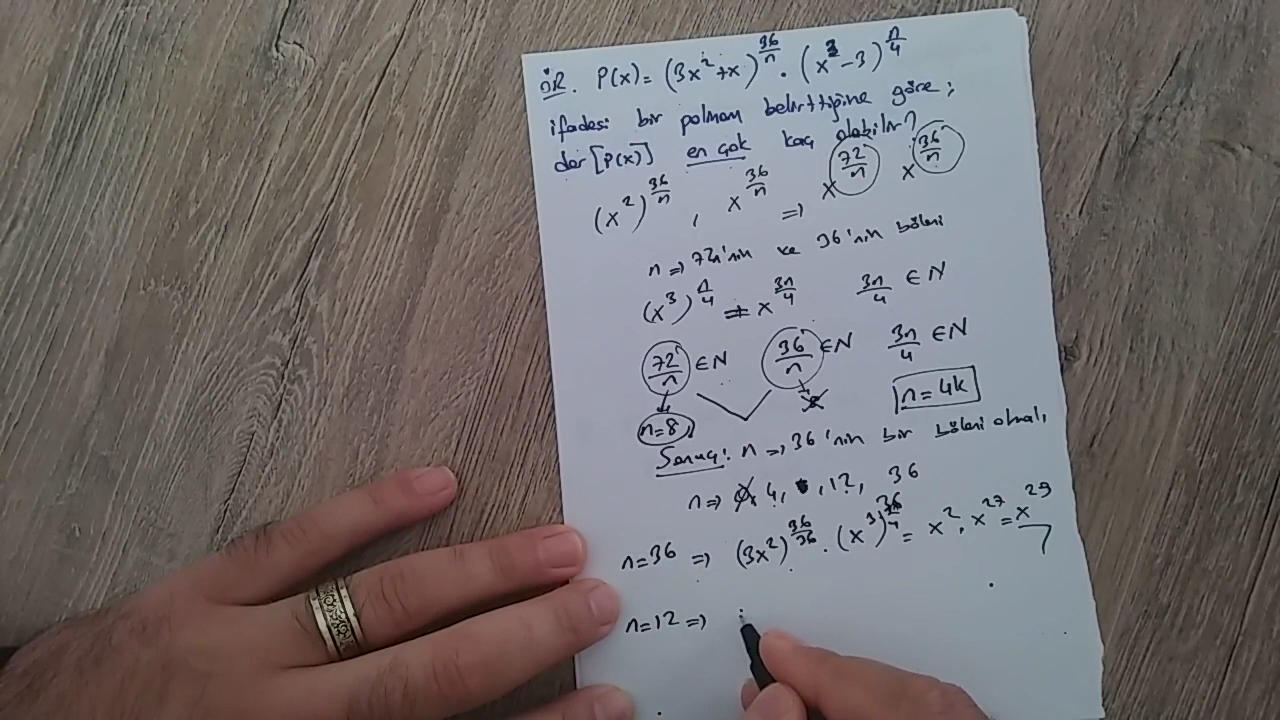 ÖR. P(x) = (3x²+x)^(36/n) · (x³-3)^(n/4)
ifadesi bir polinom belirttiğine göre;
der[P(x)] en çok kaç olabilir?
(x²)^(36/n) , x^(36/n) => x^(72/n) x^(36/n)
n => 72'nin ve 36'nın böleni
(x³)^(n/4) = x^(3n/4) 3n/4 ∈ N
72/n ∈ N 36/n ∈ N 3n/4 ∈ N
n=8 n=4k
Sonuç: n => 36'nın bir böleni olmalı,
n => 4, 12, 36
n=36 => (3x²)^(36/36) · (x³)^(36/4) = x² · x²⁷ = x²⁹
n=12 =>